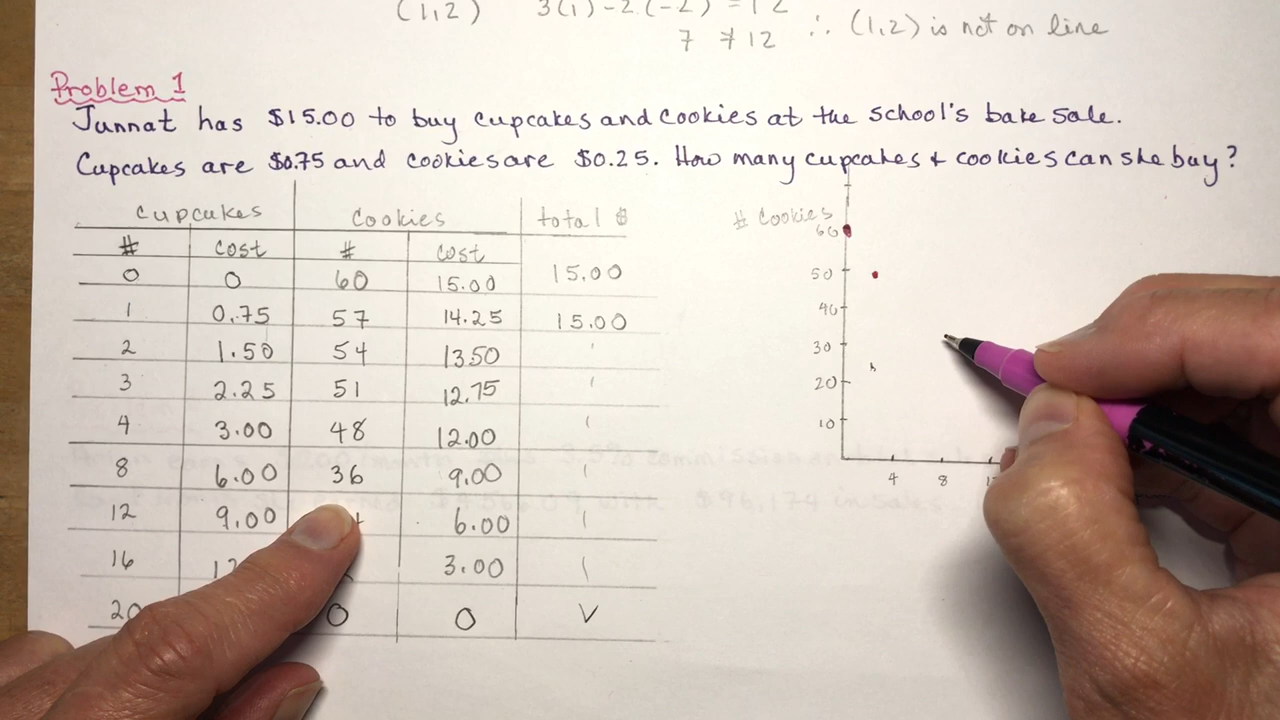 (1,2) 3(1)-2(-2) = 12
7 ≠ 12 ∴ (1,2) is not on line
Problem 1
Junnat has $15.00 to buy cupcakes and cookies at the school's bake sale.
Cupcakes are $0.75 and cookies are $0.25. How many cupcakes + cookies can she buy?
cupcakes cookies total $
# cost # cost
0 0 60 15.00 15.00
1 0.75 57 14.25 15.00
2 1.50 54 13.50
3 2.25 51 12.75
4 3.00 48 12.00
8 6.00 36 9.00
12 9.00 6.00
16 3.00
20 0 0
# Cookies
60
50
40
30
20
10
4 8